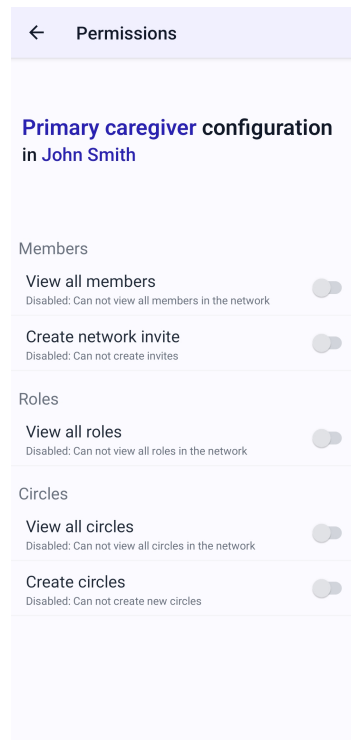 Permissions
Primary caregiver configuration
in John Smith
Members
View all members
Disabled: Can not view all members in the network
Create network invite
Disabled: Can not create invites
Roles
View all roles
Disabled: Can not view all roles in the network
Circles
View all circles
Disabled: Can not view all circles in the network
Create circles
Disabled: Can not create new circles